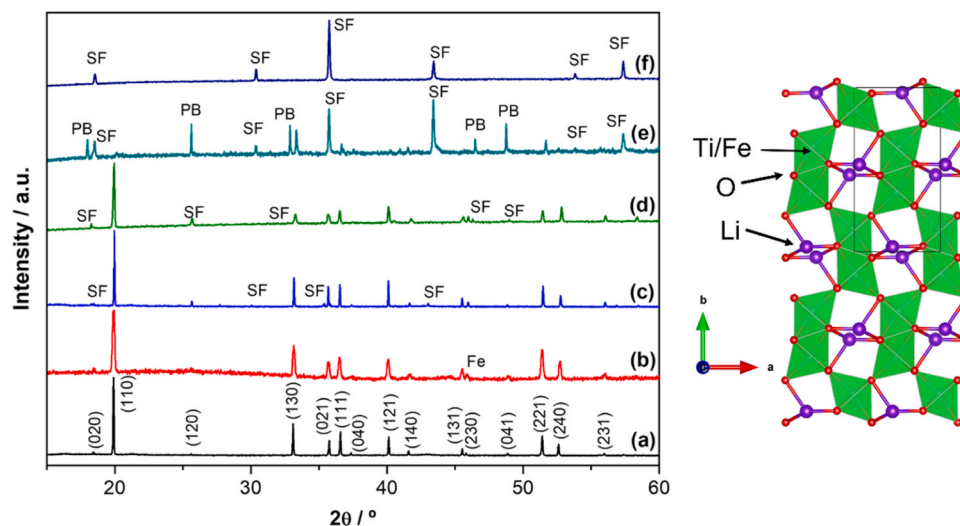 SF
SF
SF
SF
SF
SF
(f)
PB
SF
PB
SF
PB
SF
SF
PB
PB
SF
SF
(e)
SF
SF
SF
SF
SF
(d)
SF
SF
SF
SF
(c)
Fe
(b)
(020)
(110)
(120)
(130)
(021)
(111)
(040)
(121)
(140)
(131)
(230)
(041)
(221)
(240)
(231)
(a)
15 20 30 40 50 60
2θ / º
Intensity / a.u.
Ti/Fe
O
Li
b
a